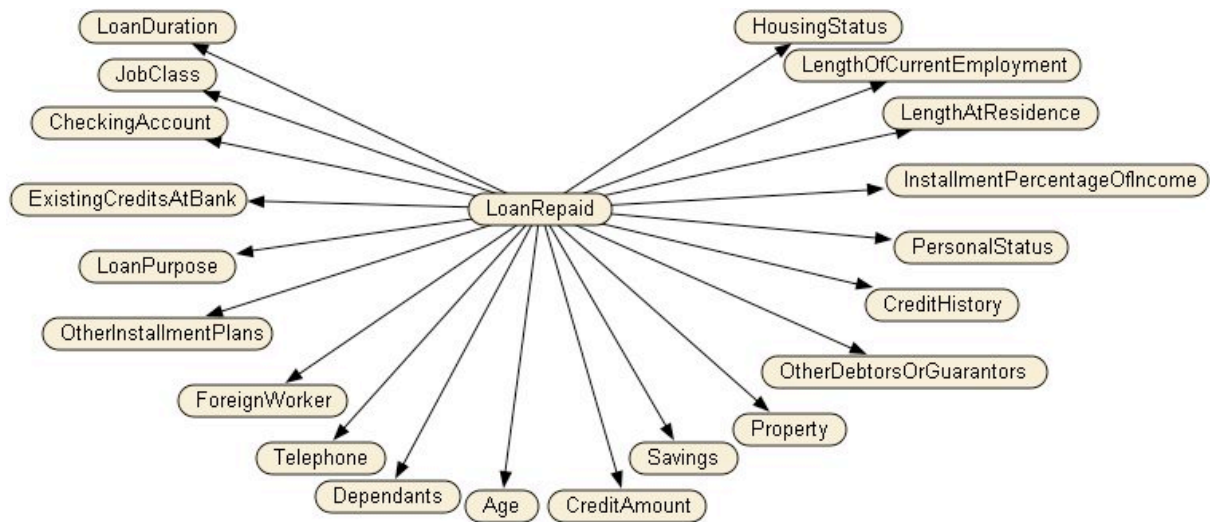 LoanDuration
HousingStatus
JobClass
LengthOfCurrentEmployment
CheckingAccount
LengthAtResidence
InstallmentPercentageOfIncome
ExistingCreditsAtBank
LoanRepaid
PersonalStatus
LoanPurpose
CreditHistory
OtherInstallmentPlans
OtherDebtorsOrGuarantors
ForeignWorker
Property
Telephone
Savings
Dependants
Age
CreditAmount